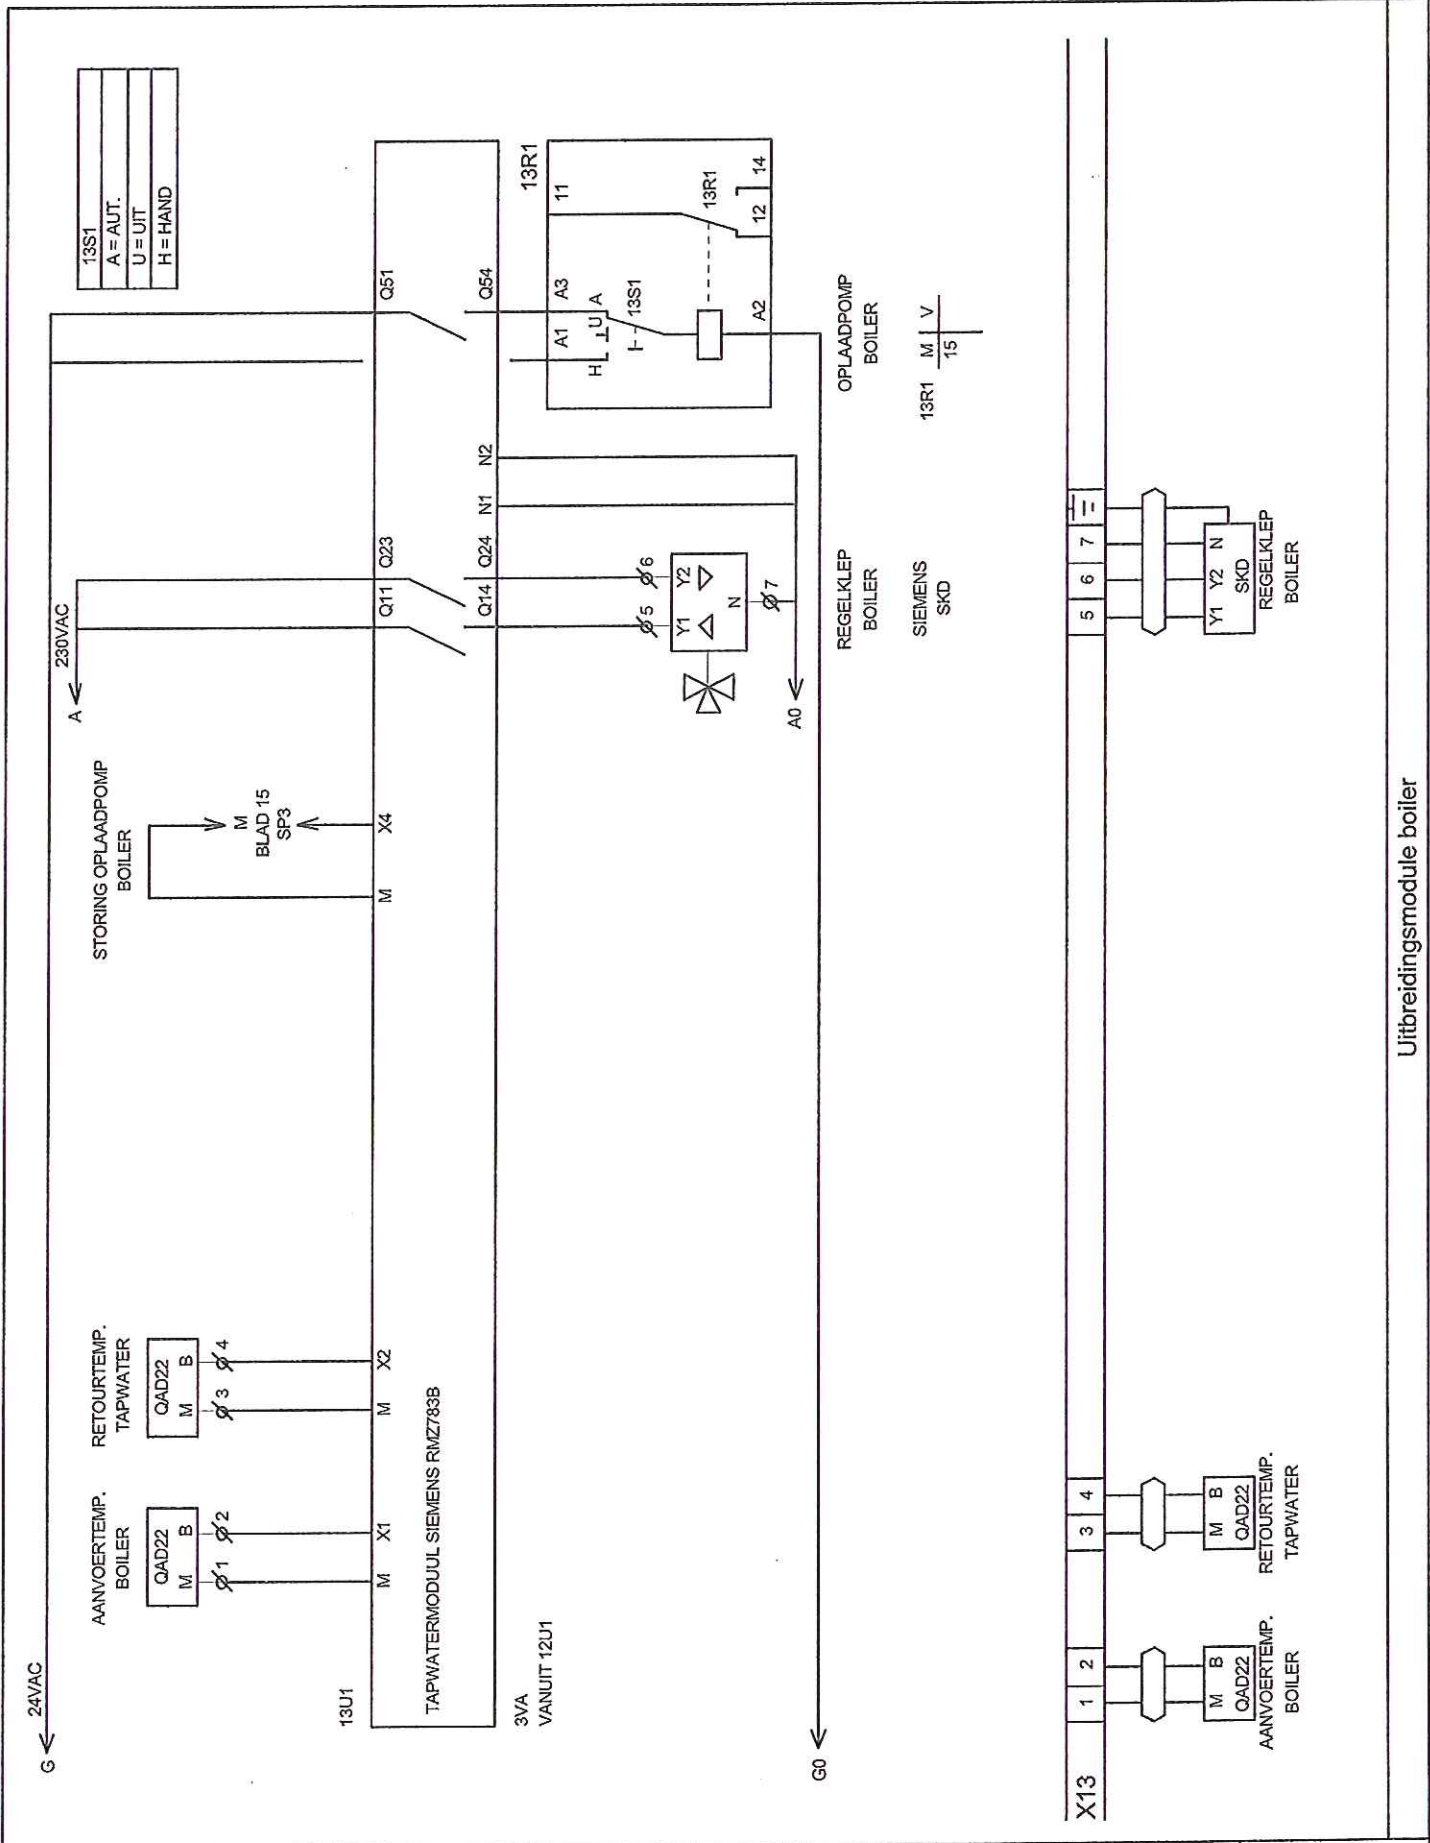 24VAC
G
230VAC
A
13S1
A = AUT.
U = UIT
H = HAND
AANVOERTEMP.
BOILER
QAD22
M B
1 2
RETOURTEMP.
TAPWATER
QAD22
M B
3 4
STORING OPLAADPOMP
BOILER
M
BLAD 15
SP3
13U1
M X1 M X2 M X4 Q11 Q23 Q51
TAPWATERMODUUL SIEMENS RMZ783B
Q14 Q24 N1 N2 Q54
3VA
VANUIT 12U1
13R1
A1 A3 11
H U A
13S1
13R1
A2 12 14
5 6
Y1 Y2
N
7
A0
G0
REGELKLEP
BOILER
SIEMENS
SKD
OPLAADPOMP
BOILER
13R1 M V
15
X13 1 2 3 4 5 6 7
M B
QAD22
AANVOERTEMP.
BOILER
M B
QAD22
RETOURTEMP.
TAPWATER
Y1 Y2 N
SKD
REGELKLEP
BOILER
Uitbreidingsmodule boiler